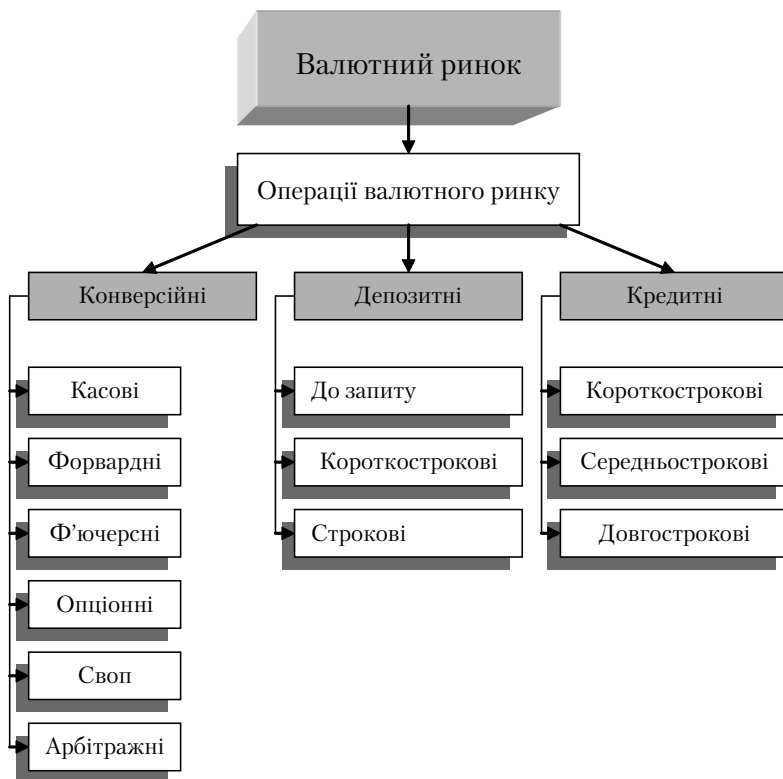 Валютний ринок
Операції валютного ринку
Конверсійні
Касові
Форвардні
Ф’ючерсні
Опціонні
Своп
Арбітражні
Депозитні
До запиту
Короткострокові
Строкові
Кредитні
Короткострокові
Середньострокові
Довгострокові